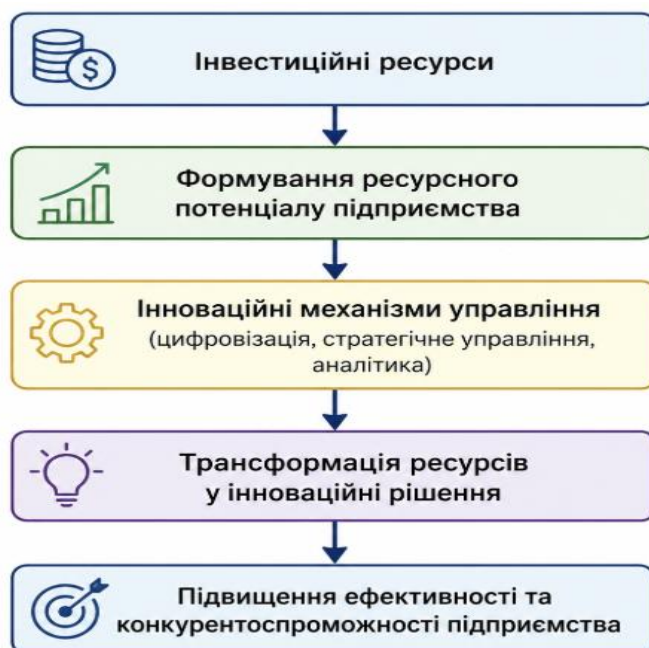 $
Інвестиційні ресурси
Формування ресурсного
потенціалу підприємства
Інноваційні механізми управління
(цифровізація, стратегічне управління,
аналітика)
Трансформація ресурсів
у інноваційні рішення
Підвищення ефективності та
конкурентоспроможності підприємства